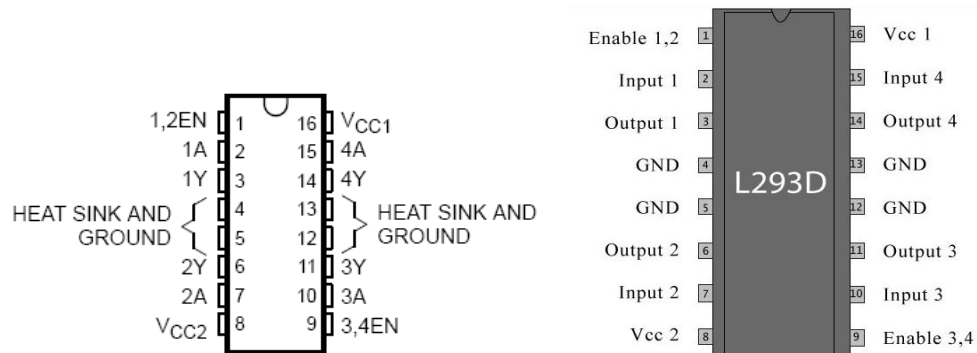 1,2EN 1 16 VCC1
1A 2 15 4A
1Y 3 14 4Y
HEAT SINK AND GROUND 4 13 HEAT SINK AND GROUND
5 12
2Y 6 11 3Y
2A 7 10 3A
VCC2 8 9 3,4EN
Enable 1,2 1 16 Vcc 1
Input 1 2 15 Input 4
Output 1 3 14 Output 4
GND 4 13 GND
L293D
GND 5 12 GND
Output 2 6 11 Output 3
Input 2 7 10 Input 3
Vcc 2 8 9 Enable 3,4